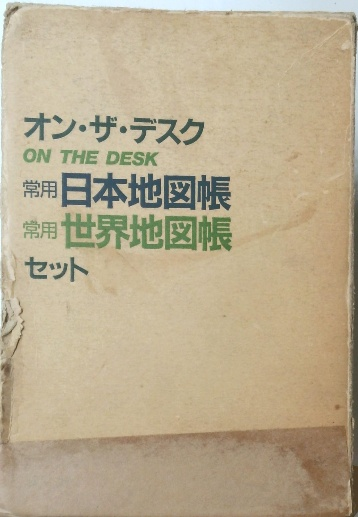 オン・ザ・デスク
ON THE DESK
常用 日本地図帳
常用 世界地図帳
セット